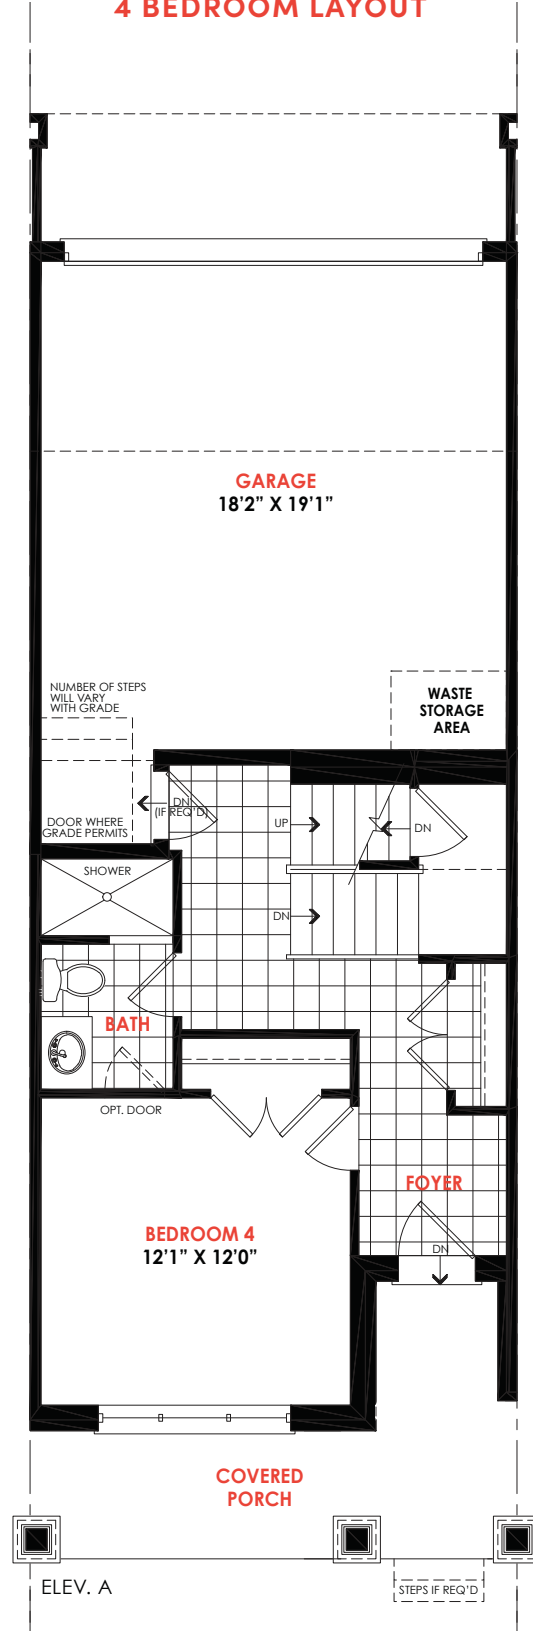 4 BEDROOM LAYOUT
GARAGE
18'2" X 19'1"
NUMBER OF STEPS
WILL VARY
WITH GRADE
WASTE
STORAGE
AREA
DN
(IF REQ'D)
DOOR WHERE
GRADE PERMITS
UP
DN
SHOWER
DN
BATH
OPT. DOOR
FOYER
BEDROOM 4
12'1" X 12'0"
DN
COVERED
PORCH
ELEV. A
STEPS IF REQ'D